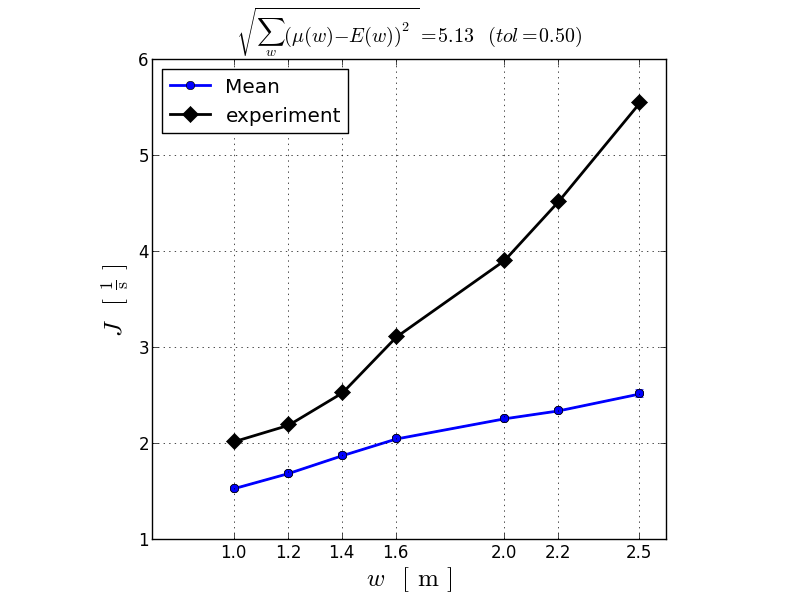 √∑_w(μ(w)−E(w))² =5.13 (tol=0.50)
Mean
experiment
6
5
4
3
2
1
J [ 1/s ]
1.0 1.2 1.4 1.6 2.0 2.2 2.5
w [ m ]